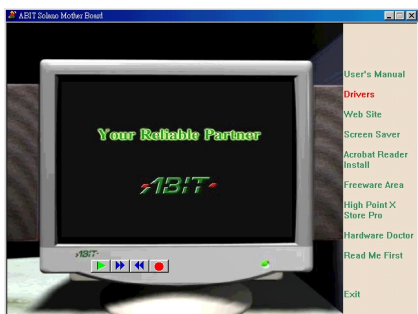 ABIT Solano Mother Board
User's Manual
Drivers
Web Site
Your Reliable Partner
Screen Saver
Acrobat Reader
Install
ABIT
Freeware Area
High Point X
Store Pro
Hardware Doctor
ABIT
Read Me First
Exit